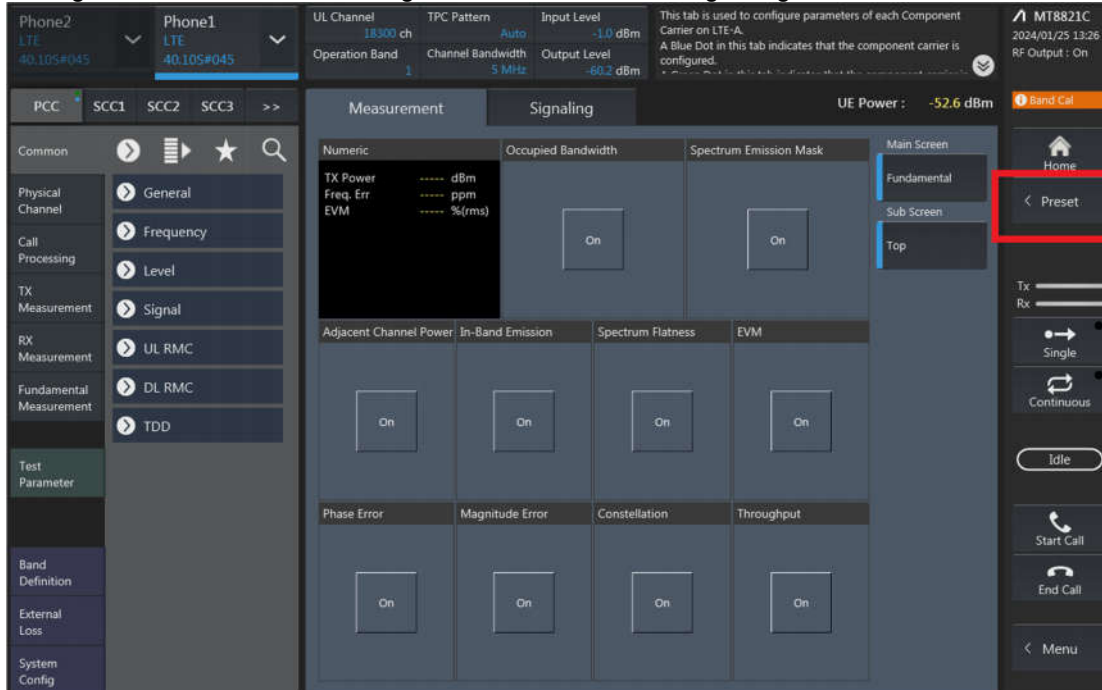 Phone2
LTE
40.10S#045
Phone1
LTE
40.10S#045
UL Channel
18300 ch
Operation Band
1
TPC Pattern
Auto
Channel Bandwidth
5 MHz
Input Level
-1.0 dBm
Output Level
-60.2 dBm
This tab is used to configure parameters of each Component
Carrier on LTE-A.
A Blue Dot in this tab indicates that the component carrier is
configured.
MT8821C
2024/01/25 13:26
RF Output : On
PCC
SCC1
SCC2
SCC3
>>
Measurement
Signaling
UE Power : -52.6 dBm
Band Cal
Common
Physical
Channel
Call
Processing
TX
Measurement
RX
Measurement
Fundamental
Measurement
Test
Parameter
Band
Definition
External
Loss
System
Config
General
Frequency
Level
Signal
UL RMC
DL RMC
TDD
Numeric
TX Power ----- dBm
Freq. Err ----- ppm
EVM ----- %(rms)
Occupied Bandwidth
On
Spectrum Emission Mask
On
Main Screen
Fundamental
Sub Screen
Top
Adjacent Channel Power
On
In-Band Emission
On
Spectrum Flatness
On
EVM
On
Phase Error
On
Magnitude Error
On
Constellation
On
Throughput
On
Home
< Preset
Tx
Rx
Single
Continuous
Idle
Start Call
End Call
< Menu